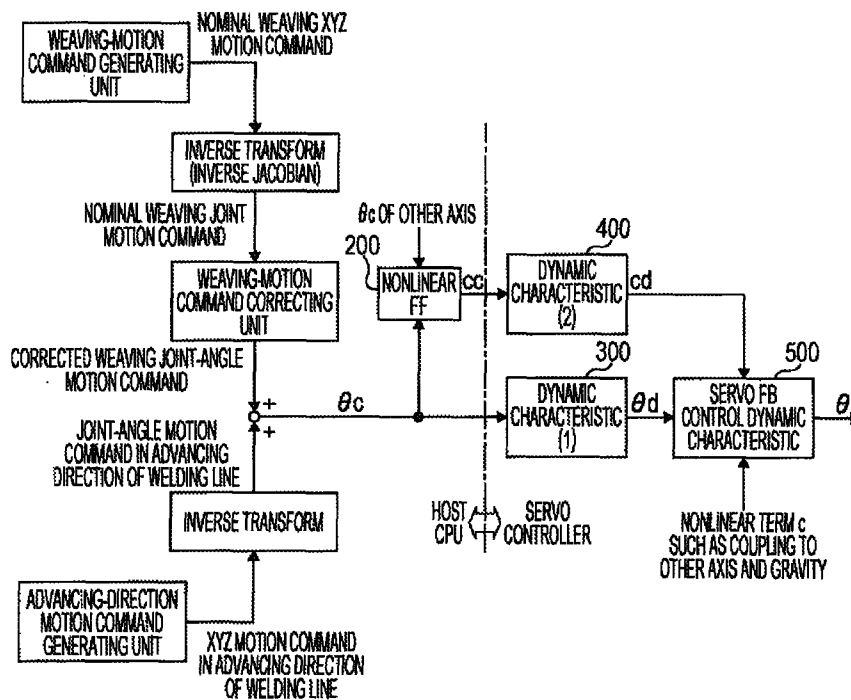 NOMINAL WEAVING XYZ
MOTION COMMAND
WEAVING-MOTION
COMMAND GENERATING
UNIT
INVERSE TRANSFORM
(INVERSE JACOBIAN)
NOMINAL WEAVING JOINT
MOTION COMMAND
WEAVING-MOTION
COMMAND CORRECTING
UNIT
CORRECTED WEAVING JOINT-ANGLE
MOTION COMMAND
+
+
JOINT-ANGLE MOTION
COMMAND IN ADVANCING
DIRECTION OF WELDING LINE
INVERSE TRANSFORM
ADVANCING-DIRECTION
MOTION COMMAND
GENERATING UNIT
XYZ MOTION COMMAND
IN ADVANCING DIRECTION
OF WELDING LINE
θc
θc OF OTHER AXIS
200
NONLINEAR
FF
cc
400
DYNAMIC
CHARACTERISTIC
(2)
cd
300
DYNAMIC
CHARACTERISTIC
(1)
θd
500
SERVO FB
CONTROL DYNAMIC
CHARACTERISTIC
θ
HOST
CPU
SERVO
CONTROLLER
NONLINEAR TERM c
SUCH AS COUPLING TO
OTHER AXIS AND GRAVITY